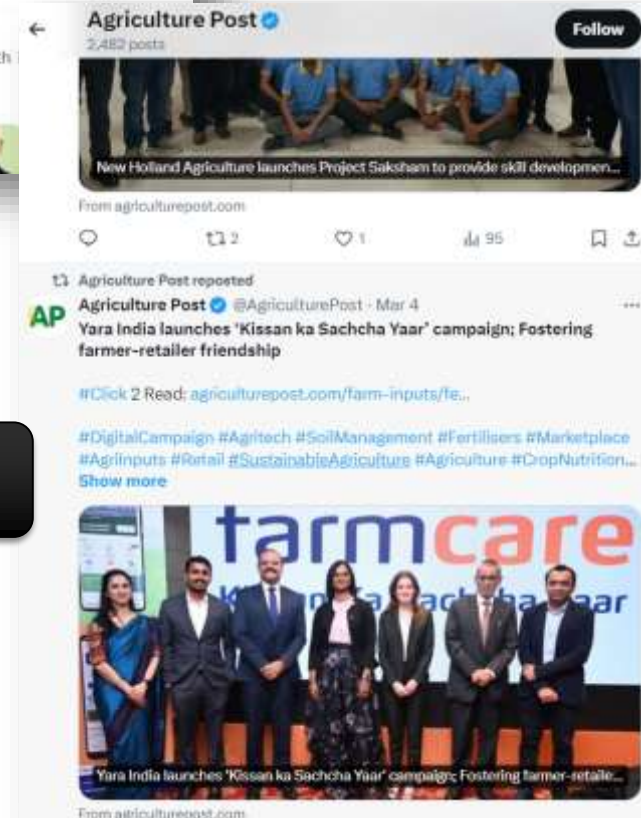 Agriculture Post
2,482 posts
Follow
New Holland Agriculture launches Project Saksham to provide skill developmen...
From agriculturepost.com
2
1
95
Agriculture Post reposted
AP
Agriculture Post @AgriculturePost · Mar 4
Yara India launches 'Kissan ka Sachcha Yaar' campaign; Fostering
farmer-retailer friendship
#Click 2 Read: agriculturepost.com/farm-inputs/fe...
#DigitalCampaign #Agritech #SoilManagement #Fertilisers #Marketplace
#AgriInputs #Retail #SustainableAgriculture #Agriculture #CropNutrition...
Show more
farmcare
Yara India launches 'Kissan ka Sachcha Yaar' campaign; Fostering farmer-retaile...
From agriculturepost.com